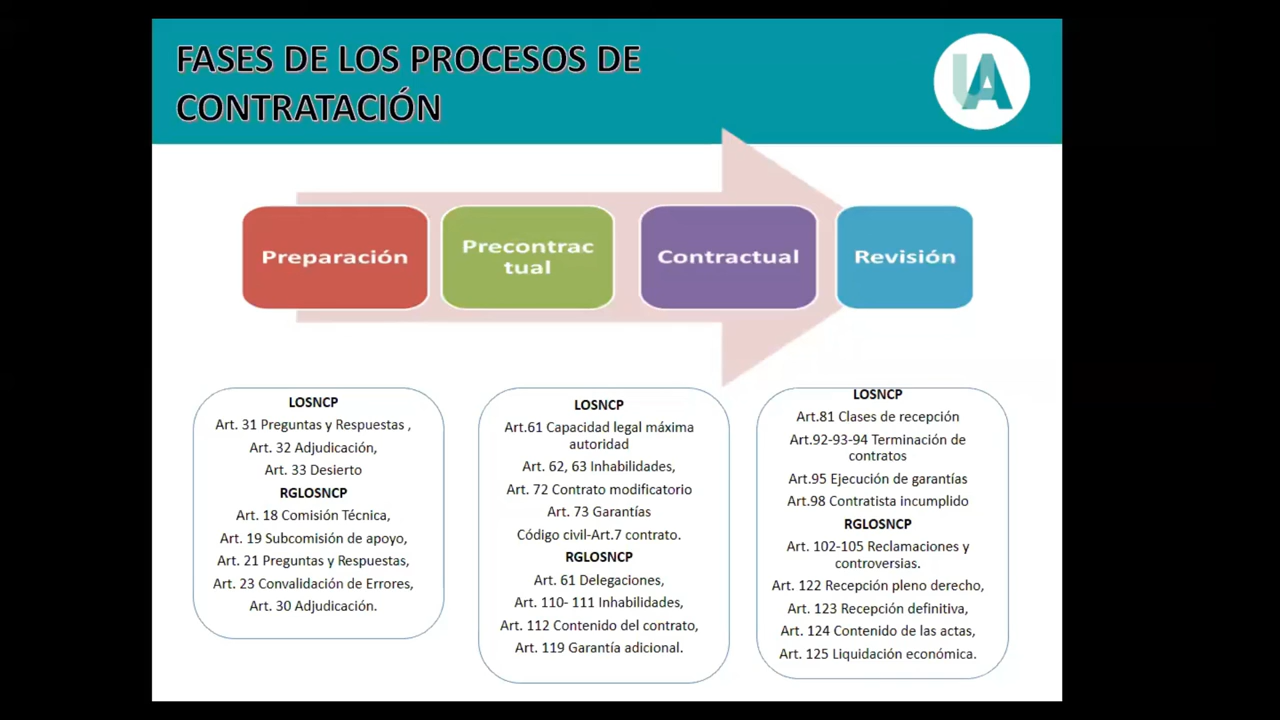 FASES DE LOS PROCESOS DE
CONTRATACIÓN
UA
Preparación
Precontrac
tual
Contractual
Revisión
LOSNCP
Art. 31 Preguntas y Respuestas ,
Art. 32 Adjudicación,
Art. 33 Desierto
RGLOSNCP
Art. 18 Comisión Técnica,
Art. 19 Subcomisión de apoyo,
Art. 21 Preguntas y Respuestas,
Art. 23 Convalidación de Errores,
Art. 30 Adjudicación.
LOSNCP
Art.61 Capacidad legal máxima
autoridad
Art. 62, 63 Inhabilidades,
Art. 72 Contrato modificatorio
Art. 73 Garantías
Código civil-Art.7 contrato.
RGLOSNCP
Art. 61 Delegaciones,
Art. 110- 111 Inhabilidades,
Art. 112 Contenido del contrato,
Art. 119 Garantía adicional.
LOSNCP
Art.81 Clases de recepción
Art.92-93-94 Terminación de
contratos
Art.95 Ejecución de garantías
Art.98 Contratista incumplido
RGLOSNCP
Art. 102-105 Reclamaciones y
controversias.
Art. 122 Recepción pleno derecho,
Art. 123 Recepción definitiva,
Art. 124 Contenido de las actas,
Art. 125 Liquidación económica.